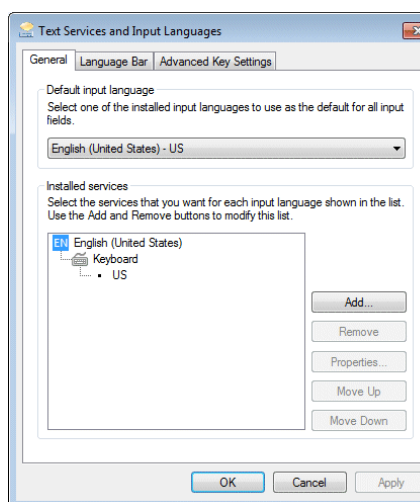 Text Services and Input Languages
General
Language Bar
Advanced Key Settings
Default input language
Select one of the installed input languages to use as the default for all input
fields.
English (United States) - US
Installed services
Select the services that you want for each input language shown in the list.
Use the Add and Remove buttons to modify this list.
EN English (United States)
Keyboard
US
Add...
Remove
Properties...
Move Up
Move Down
OK
Cancel
Apply